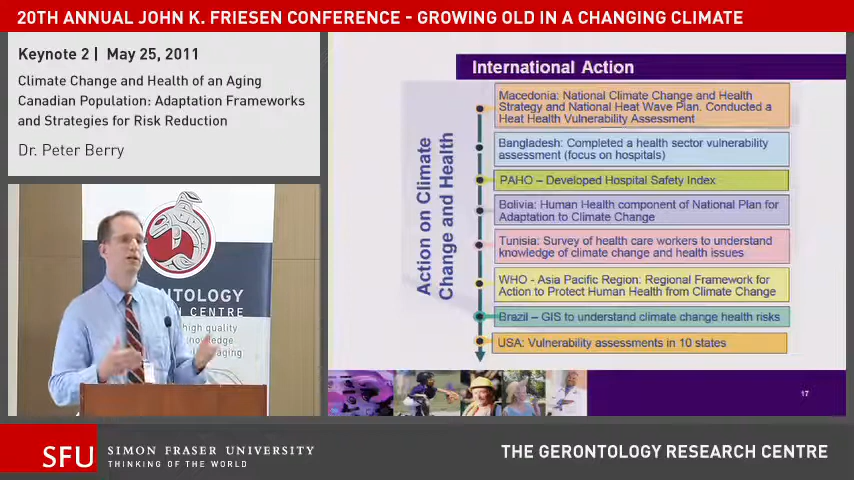 20TH ANNUAL JOHN K. FRIESEN CONFERENCE - GROWING OLD IN A CHANGING CLIMATE
Keynote 2 | May 25, 2011
Climate Change and Health of an Aging
Canadian Population: Adaptation Frameworks
and Strategies for Risk Reduction
Dr. Peter Berry
ONTOLOGY
CENTRE
high quality
nowledge
aging
International Action
Action on Climate
Change and Health
Macedonia: National Climate Change and Health
Strategy and National Heat Wave Plan. Conducted a
Heat Health Vulnerability Assessment
Bangladesh: Completed a health sector vulnerability
assessment (focus on hospitals)
PAHO – Developed Hospital Safety Index
Bolivia: Human Health component of National Plan for
Adaptation to Climate Change
Tunisia: Survey of health care workers to understand
knowledge of climate change and health issues
WHO - Asia Pacific Region: Regional Framework for
Action to Protect Human Health from Climate Change
Brazil – GIS to understand climate change health risks
USA: Vulnerability assessments in 10 states
17
SFU SIMON FRASER UNIVERSITY
THINKING OF THE WORLD
THE GERONTOLOGY RESEARCH CENTRE